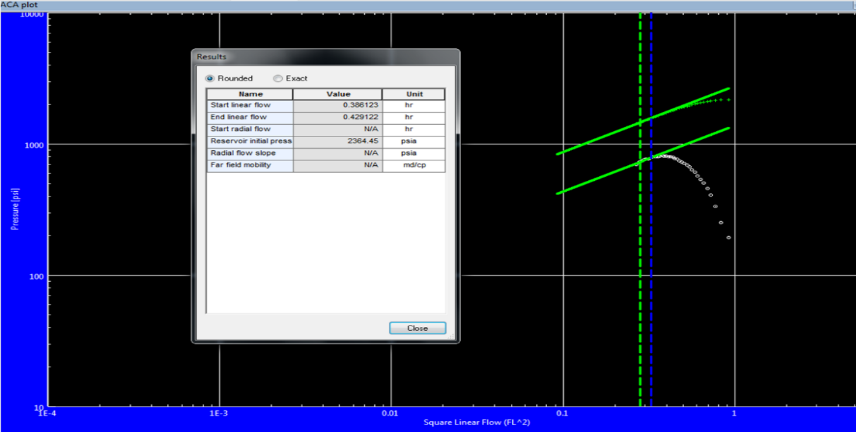 ACA plot
10000
Results
Rounded Exact
Name Value Unit
Start linear flow 0.386123 hr
End linear flow 0.429122 hr
Start radial flow N/A hr
Reservoir initial press 2364.45 psia
Radial flow slope N/A psia
Far field mobility N/A md/cp
1000
Pressure [psi]
100
Close
10
1E-4 1E-3 0.01 0.1 1
Square Linear Flow (FL^2)